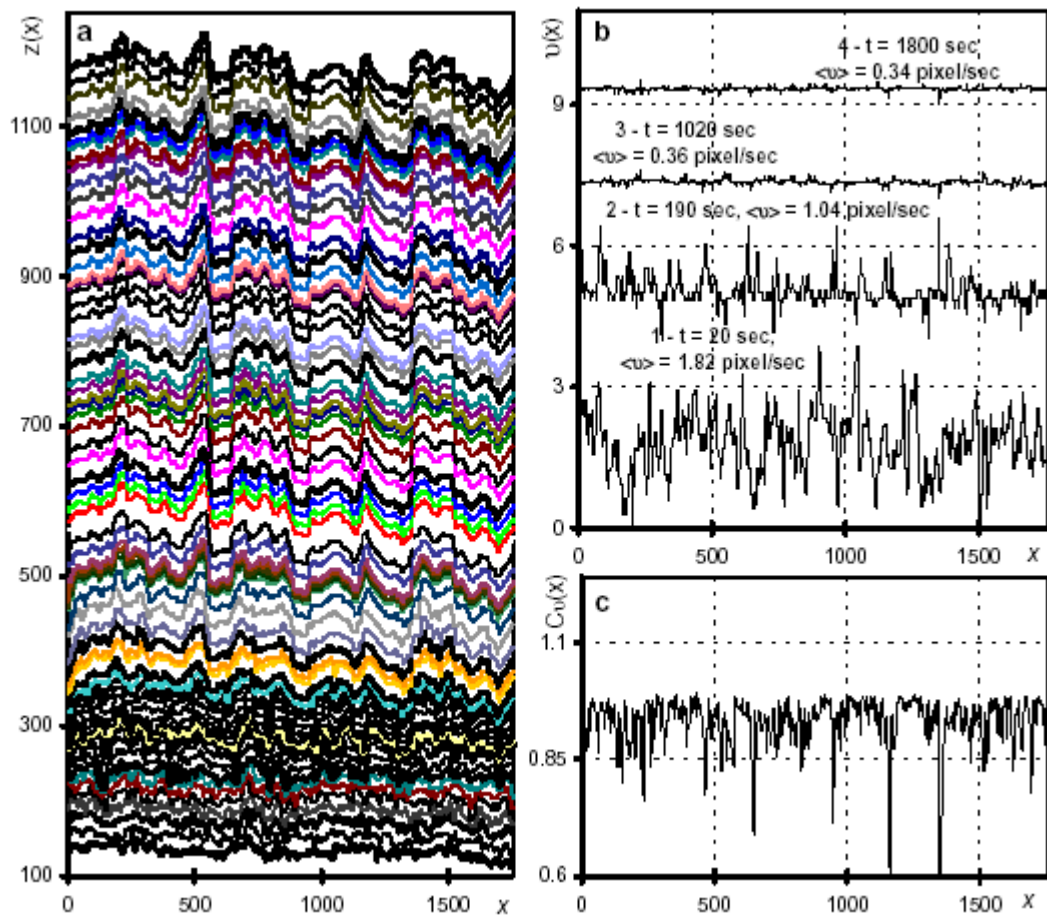 a
z(x)
1100
900
700
500
300
100
0
500
1000
1500
x
b
υ(x)
4 - t = 1800 sec
<υ> = 0.34 pixel/sec
9
3 - t = 1020 sec
<υ> = 0.36 pixel/sec
2 - t = 190 sec, <υ> = 1.04 pixel/sec
6
1 - t = 20 sec,
<υ> = 1.82 pixel/sec
3
0
0
500
1000
1500
x
c
Cυ(x)
1.1
0.85
0.6
0
500
1000
1500
x